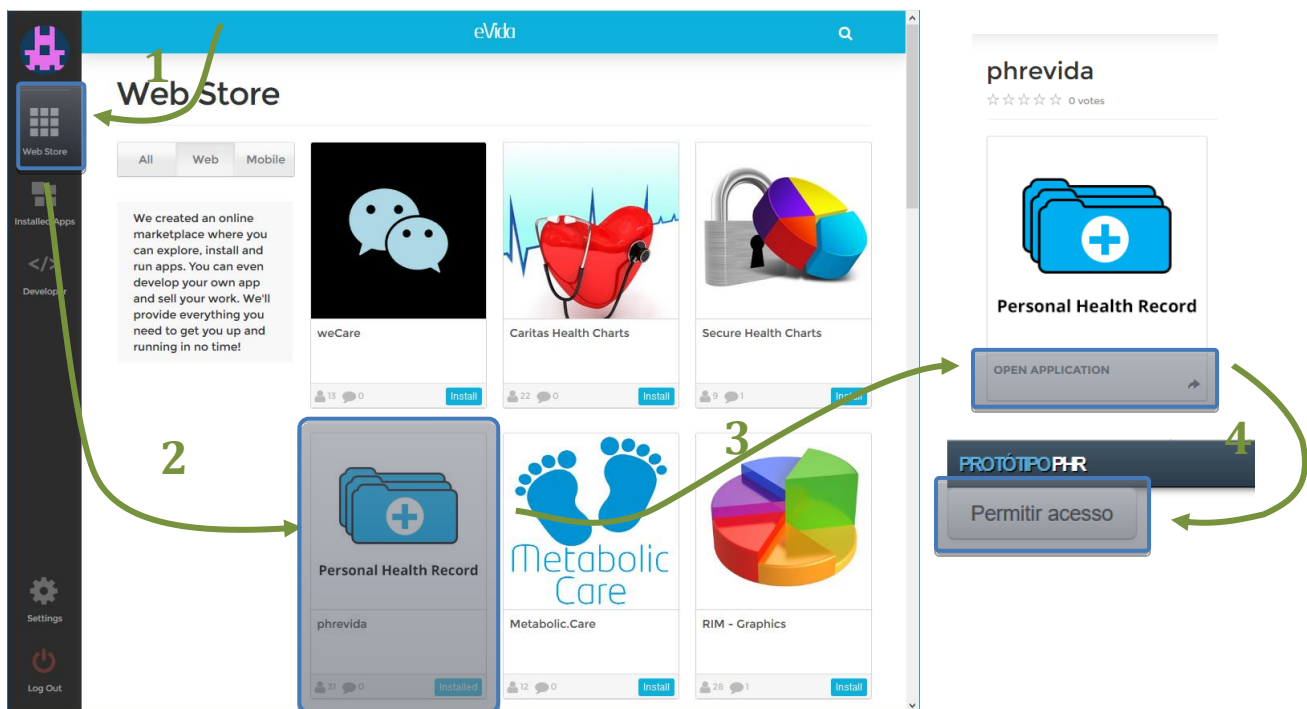 eVida
1
Web Store
Web Store
Installed Apps
</>
Developer
Settings
Log Out
All Web Mobile
We created an online
marketplace where you
can explore, install and
run apps. You can even
develop your own app
and sell your work. We'll
provide everything you
need to get you up and
running in no time!
weCare
13 0 Install
Caritas Health Charts
22 0 Install
Secure Health Charts
9 1 Install
2
Personal Health Record
phrevida
31 0 Installed
Metabolic
Care
Metabolic.Care
12 0 Install
RIM - Graphics
28 1 Install
3
phrevida
0 votes
Personal Health Record
OPEN APPLICATION
4
PROTÓTIPOPHR
Permitir acesso